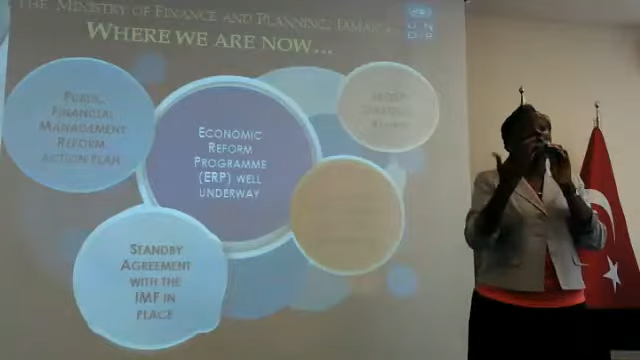 THE MINISTRY OF FINANCE AND PLANNING, JAMAICA
WHERE WE ARE NOW...
U N
D P
PUBLIC
FINANCIAL
MANAGEMENT
REFORM
ACTION PLAN
ECONOMIC
REFORM
PROGRAMME
(ERP) WELL
UNDERWAY
STANDBY
AGREEMENT
WITH THE
IMF IN
PLACE